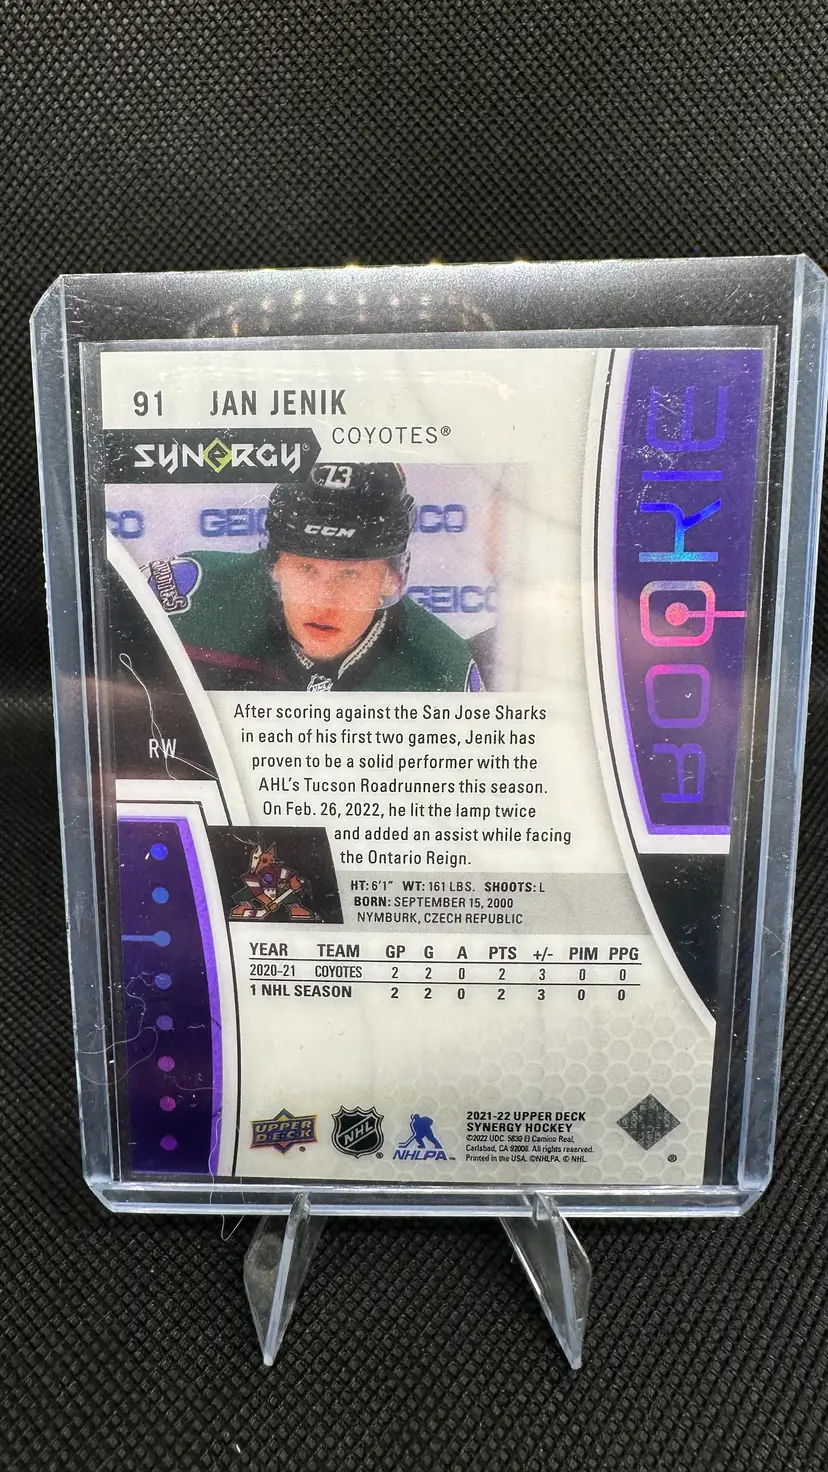 91 JAN JENIK
COYOTES®
SYNERGY®
73
CCM
GEICO
GEICO
ROOKIE
RW
After scoring against the San Jose Sharks
in each of his first two games, Jenik has
proven to be a solid performer with the
AHL's Tucson Roadrunners this season.
On Feb. 26, 2022, he lit the lamp twice
and added an assist while facing
the Ontario Reign.
HT: 6'1" WT: 161 LBS. SHOOTS: L
BORN: SEPTEMBER 15, 2000
NYMBURK, CZECH REPUBLIC
YEAR TEAM GP G A PTS +/- PIM PPG
2020-21 COYOTES 2 2 0 2 3 0 0
1 NHL SEASON 2 2 0 2 3 0 0
UPPER DECK®
NHL®
NHLPA™
2021-22 UPPER DECK
SYNERGY HOCKEY
©2022 UDC. 5830 El Camino Real,
Carlsbad, CA 92008. All rights reserved.
Printed in the USA. ©NHLPA. © NHL.
®